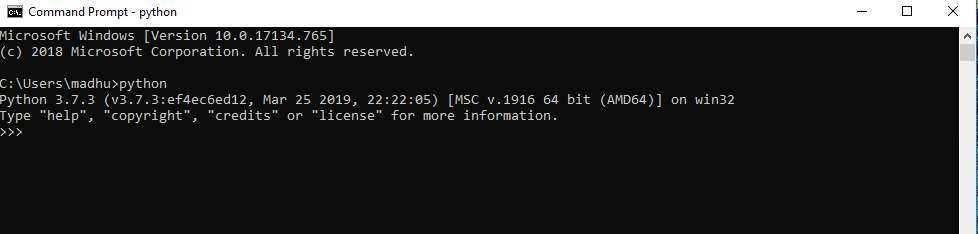 Command Prompt - python
Microsoft Windows [Version 10.0.17134.765]
(c) 2018 Microsoft Corporation. All rights reserved.
C:\Users\madhu>python
Python 3.7.3 (v3.7.3:ef4ec6ed12, Mar 25 2019, 22:22:05) [MSC v.1916 64 bit (AMD64)] on win32
Type "help", "copyright", "credits" or "license" for more information.
>>>